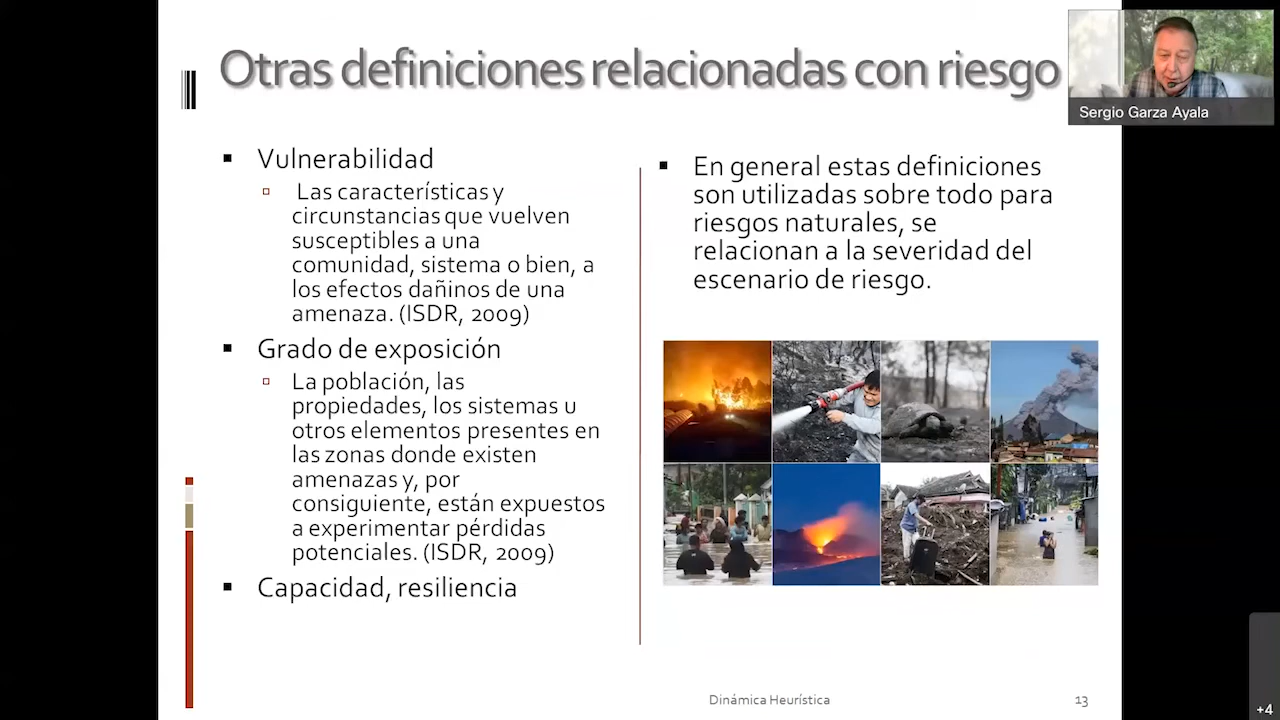 Otras definiciones relacionadas con riesgo
Sergio Garza Ayala
Vulnerabilidad
Las características y
circunstancias que vuelven
susceptibles a una
comunidad, sistema o bien, a
los efectos dañinos de una
amenaza. (ISDR, 2009)
Grado de exposición
La población, las
propiedades, los sistemas u
otros elementos presentes en
las zonas donde existen
amenazas y, por
consiguiente, están expuestos
a experimentar pérdidas
potenciales. (ISDR, 2009)
Capacidad, resiliencia
En general estas definiciones
son utilizadas sobre todo para
riesgos naturales, se
relacionan a la severidad del
escenario de riesgo.
Dinámica Heurística
13
+4